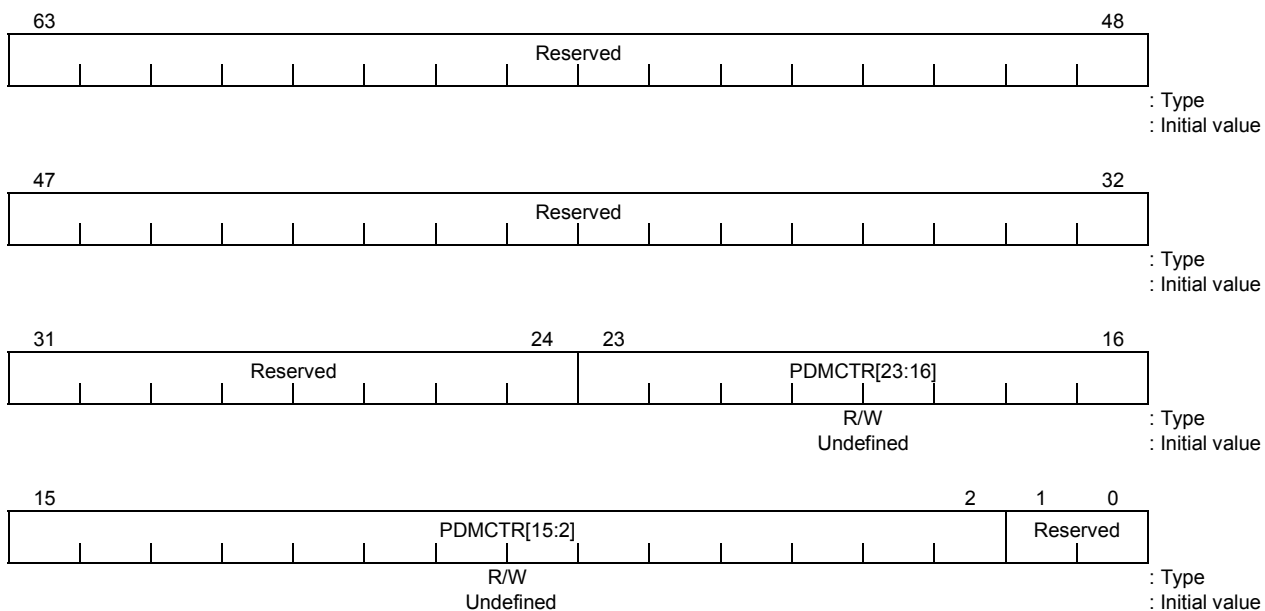 63 48
Reserved
: Type
: Initial value
47 32
Reserved
: Type
: Initial value
31 24 23 16
Reserved PDMCTR[23:16]
R/W : Type
Undefined : Initial value
15 2 1 0
PDMCTR[15:2] Reserved
R/W : Type
Undefined : Initial value